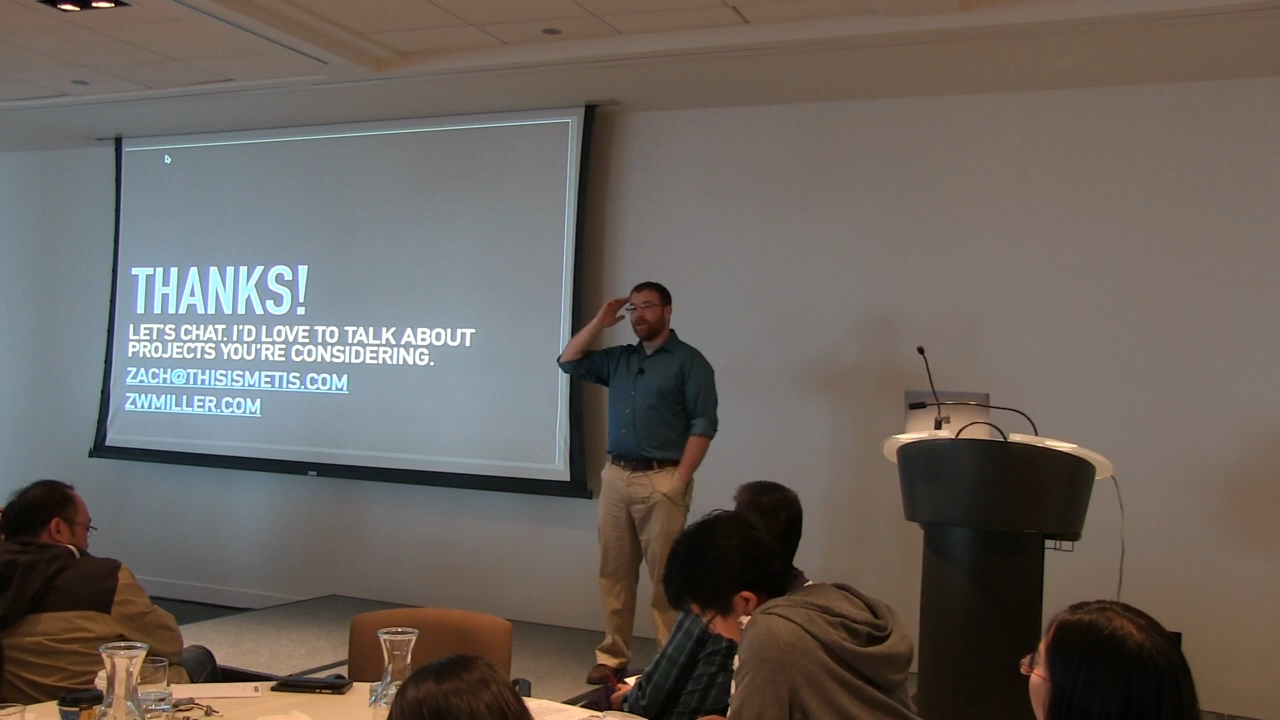 THANKS!
LET'S CHAT. I'D LOVE TO TALK ABOUT
PROJECTS YOU'RE CONSIDERING.
ZACH@THISISMETIS.COM
ZWMILLER.COM